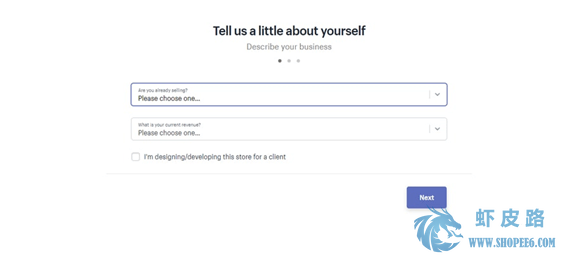 Tell us a little about yourself
Describe your business
Are you already selling?
Please choose one...
What is your current revenue?
Please choose one...
I'm designing/developing this store for a client
Next
虾皮路
WWW.SHOPEE6.COM